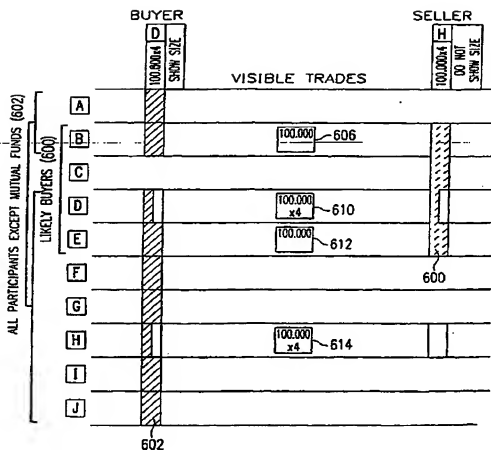 BUYER
SELLER
D
100.800x4
SHOW SIZE
VISIBLE TRADES
H
100.000x4
DO NOT
SHOW SIZE
ALL PARTICIPANTS EXCEPT MUTUAL FUNDS (602)
LIKELY BUYERS (600)
A
B
100.000
606
C
D
100.000
x4
610
E
100.000
612
600
F
G
H
100.000
x4
614
I
J
602